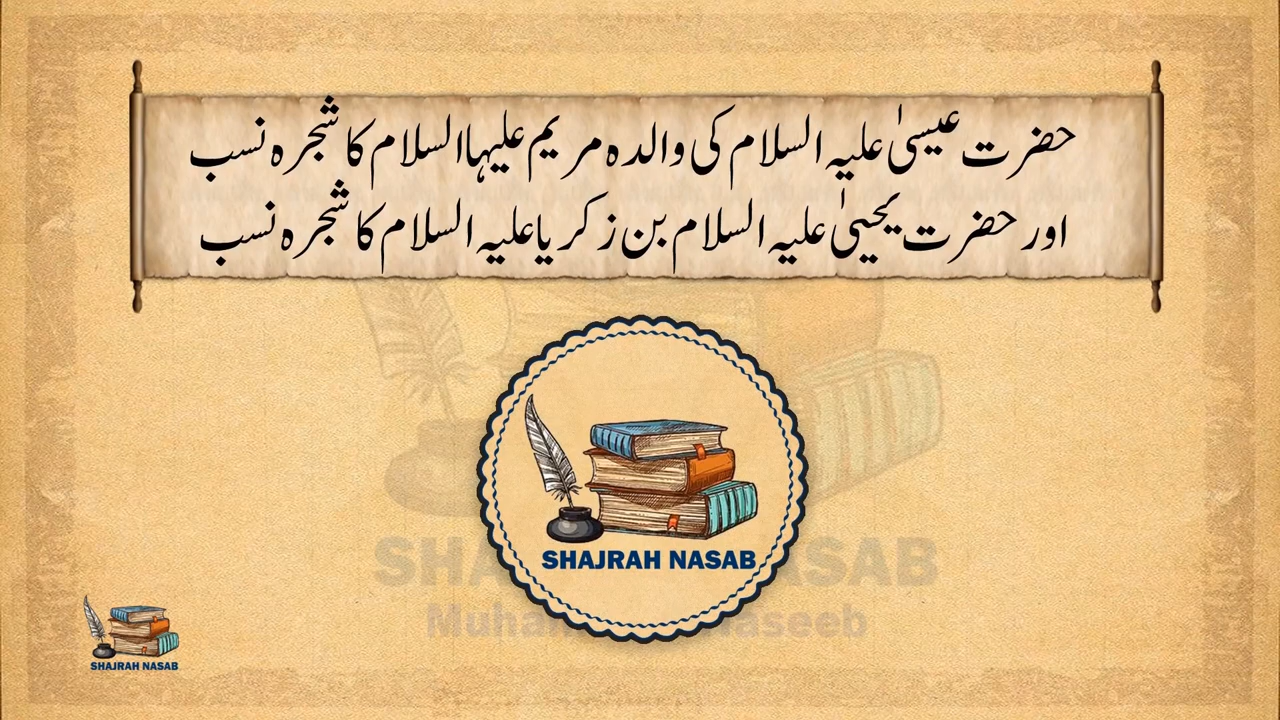 حضرت عیسیٰ علیہ السلام کی والدہ مریم علیہا السلام کا شجرہ نسب
اور حضرت یحییٰ علیہ السلام بن زکریا علیہ السلام کا شجرہ نسب
SHAJRAH NASAB
SHAJRAH NASAB